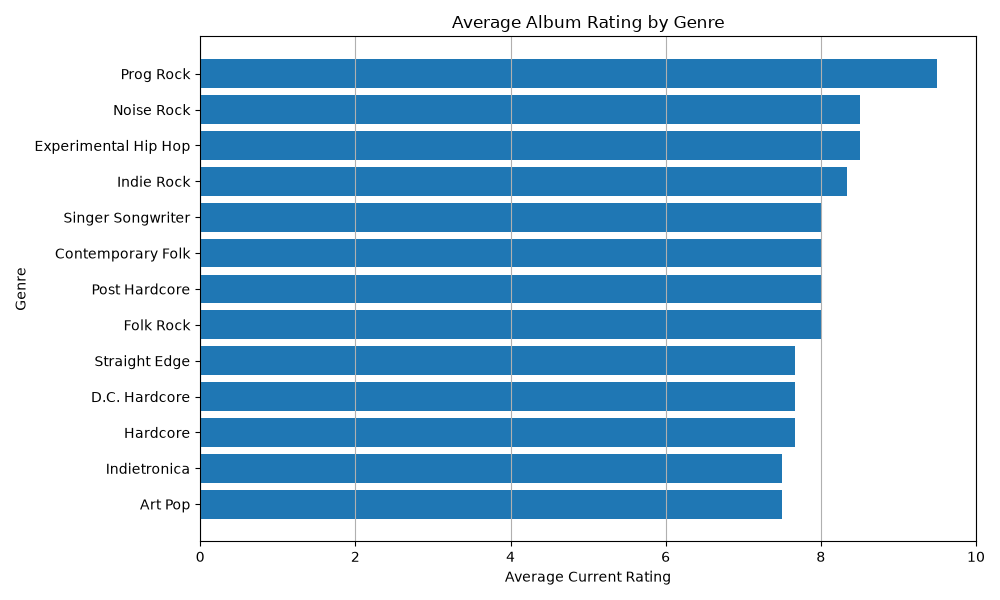 Average Album Rating by Genre
Genre
Prog Rock
Noise Rock
Experimental Hip Hop
Indie Rock
Singer Songwriter
Contemporary Folk
Post Hardcore
Folk Rock
Straight Edge
D.C. Hardcore
Hardcore
Indietronica
Art Pop
0 2 4 6 8 10
Average Current Rating